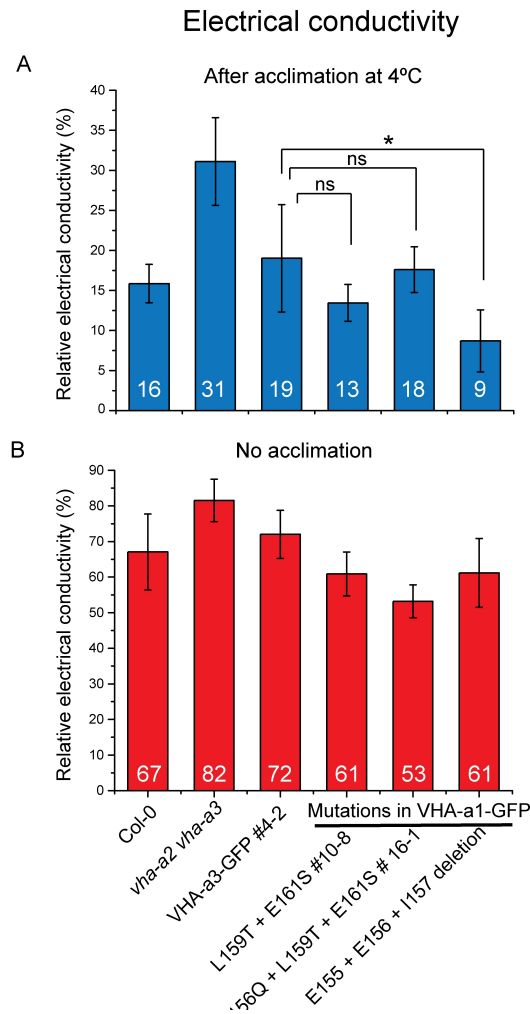 Electrical conductivity
A
After acclimation at 4ºC
Relative electrical conductivity (%)
40
35
30
25
20
15
10
5
0
*
ns
ns
16
31
19
13
18
9
B
No acclimation
Relative electrical conductivity (%)
90
80
70
60
50
40
30
20
10
0
67
82
72
61
53
61
Col-0
vha-a2 vha-a3
VHA-a3-GFP #4-2
Mutations in VHA-a1-GFP
L159T + E161S #10-8
156Q + L159T + E161S # 16-1
E155 + E156 + I157 deletion